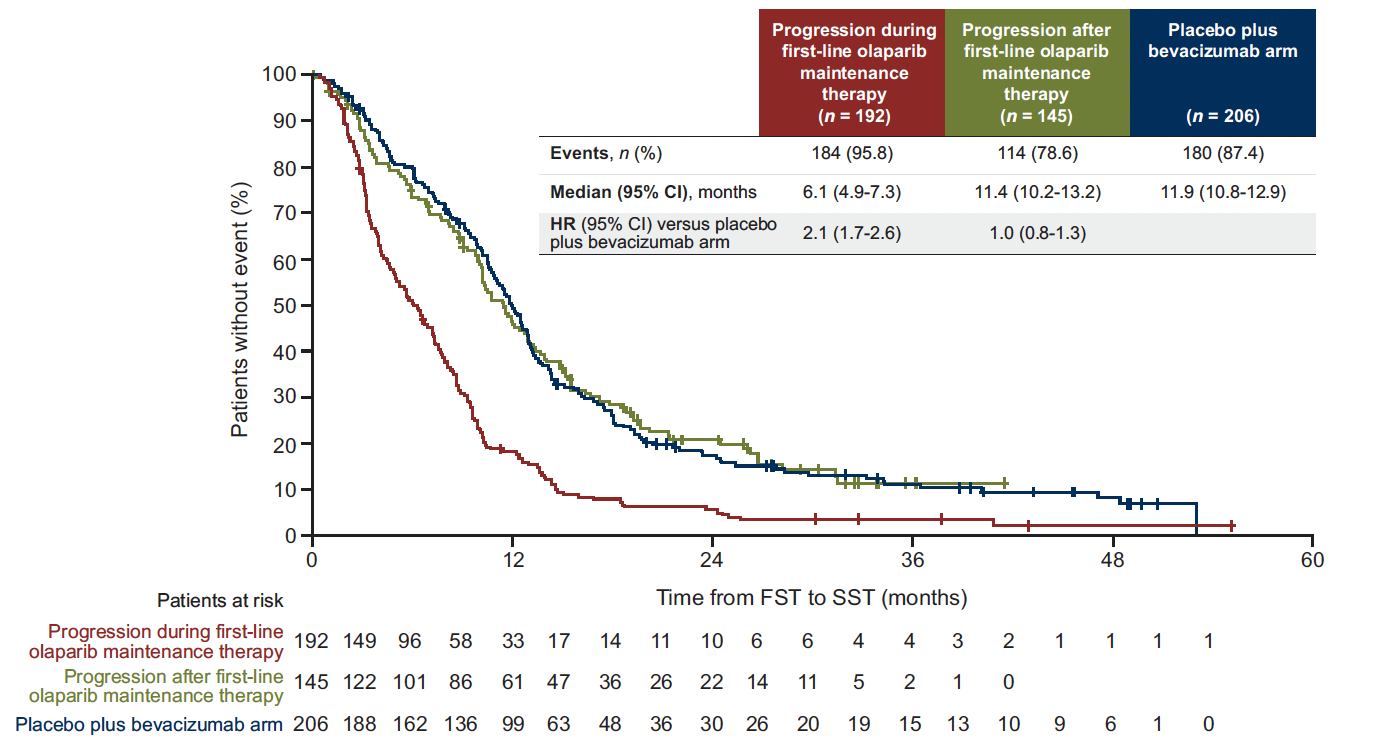 Progression during first-line olaparib maintenance therapy (n = 192)
Progression after first-line olaparib maintenance therapy (n = 145)
Placebo plus bevacizumab arm (n = 206)
Events, n (%) 184 (95.8) 114 (78.6) 180 (87.4)
Median (95% CI), months 6.1 (4.9-7.3) 11.4 (10.2-13.2) 11.9 (10.8-12.9)
HR (95% CI) versus placebo
plus bevacizumab arm 2.1 (1.7-2.6) 1.0 (0.8-1.3)
Patients without event (%)
100
90
80
70
60
50
40
30
20
10
0
0 12 24 36 48 60
Time from FST to SST (months)
Patients at risk
Progression during first-line
olaparib maintenance therapy 192 149 96 58 33 17 14 11 10 6 6 4 4 3 2 1 1 1 1
Progression after first-line
olaparib maintenance therapy 145 122 101 86 61 47 36 26 22 14 11 5 2 1 0
Placebo plus bevacizumab arm 206 188 162 136 99 63 48 36 30 26 20 19 15 13 10 9 6 1 0